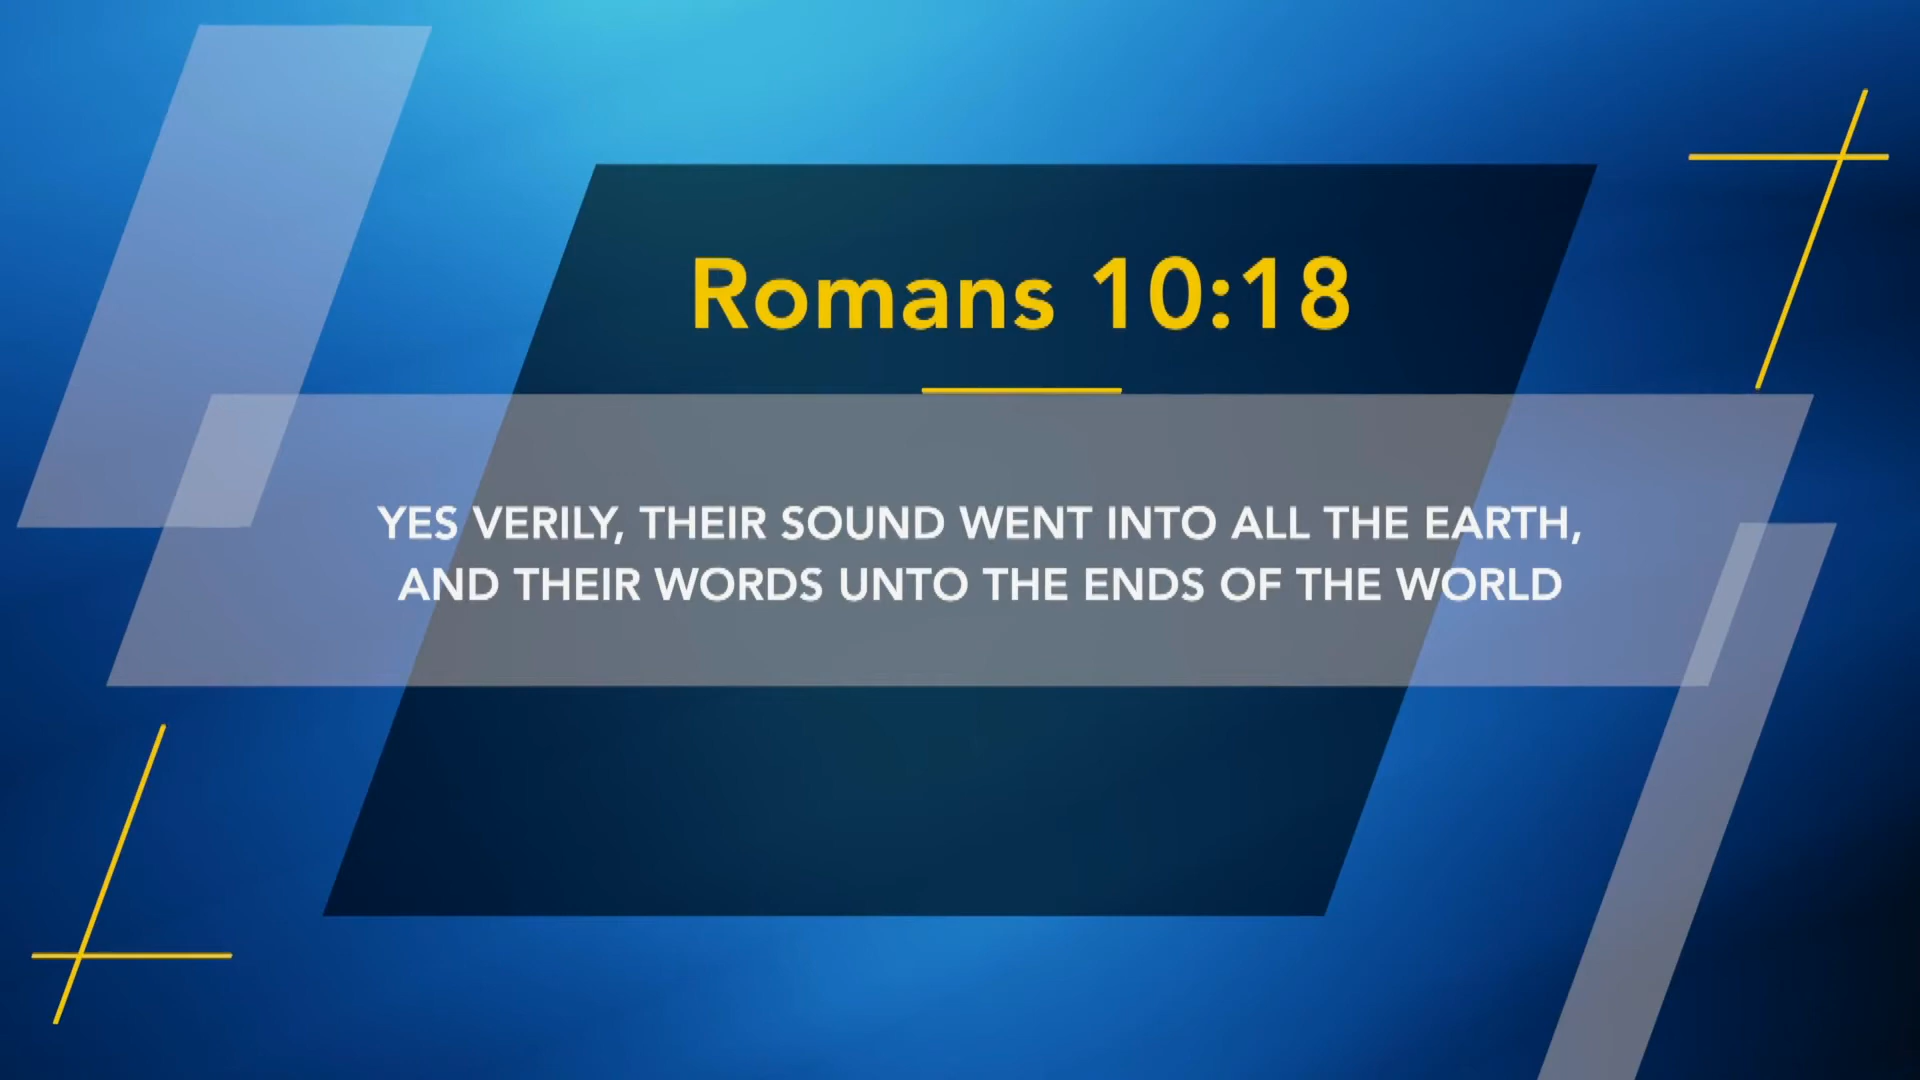 Romans 10:18
YES VERILY, THEIR SOUND WENT INTO ALL THE EARTH,
AND THEIR WORDS UNTO THE ENDS OF THE WORLD